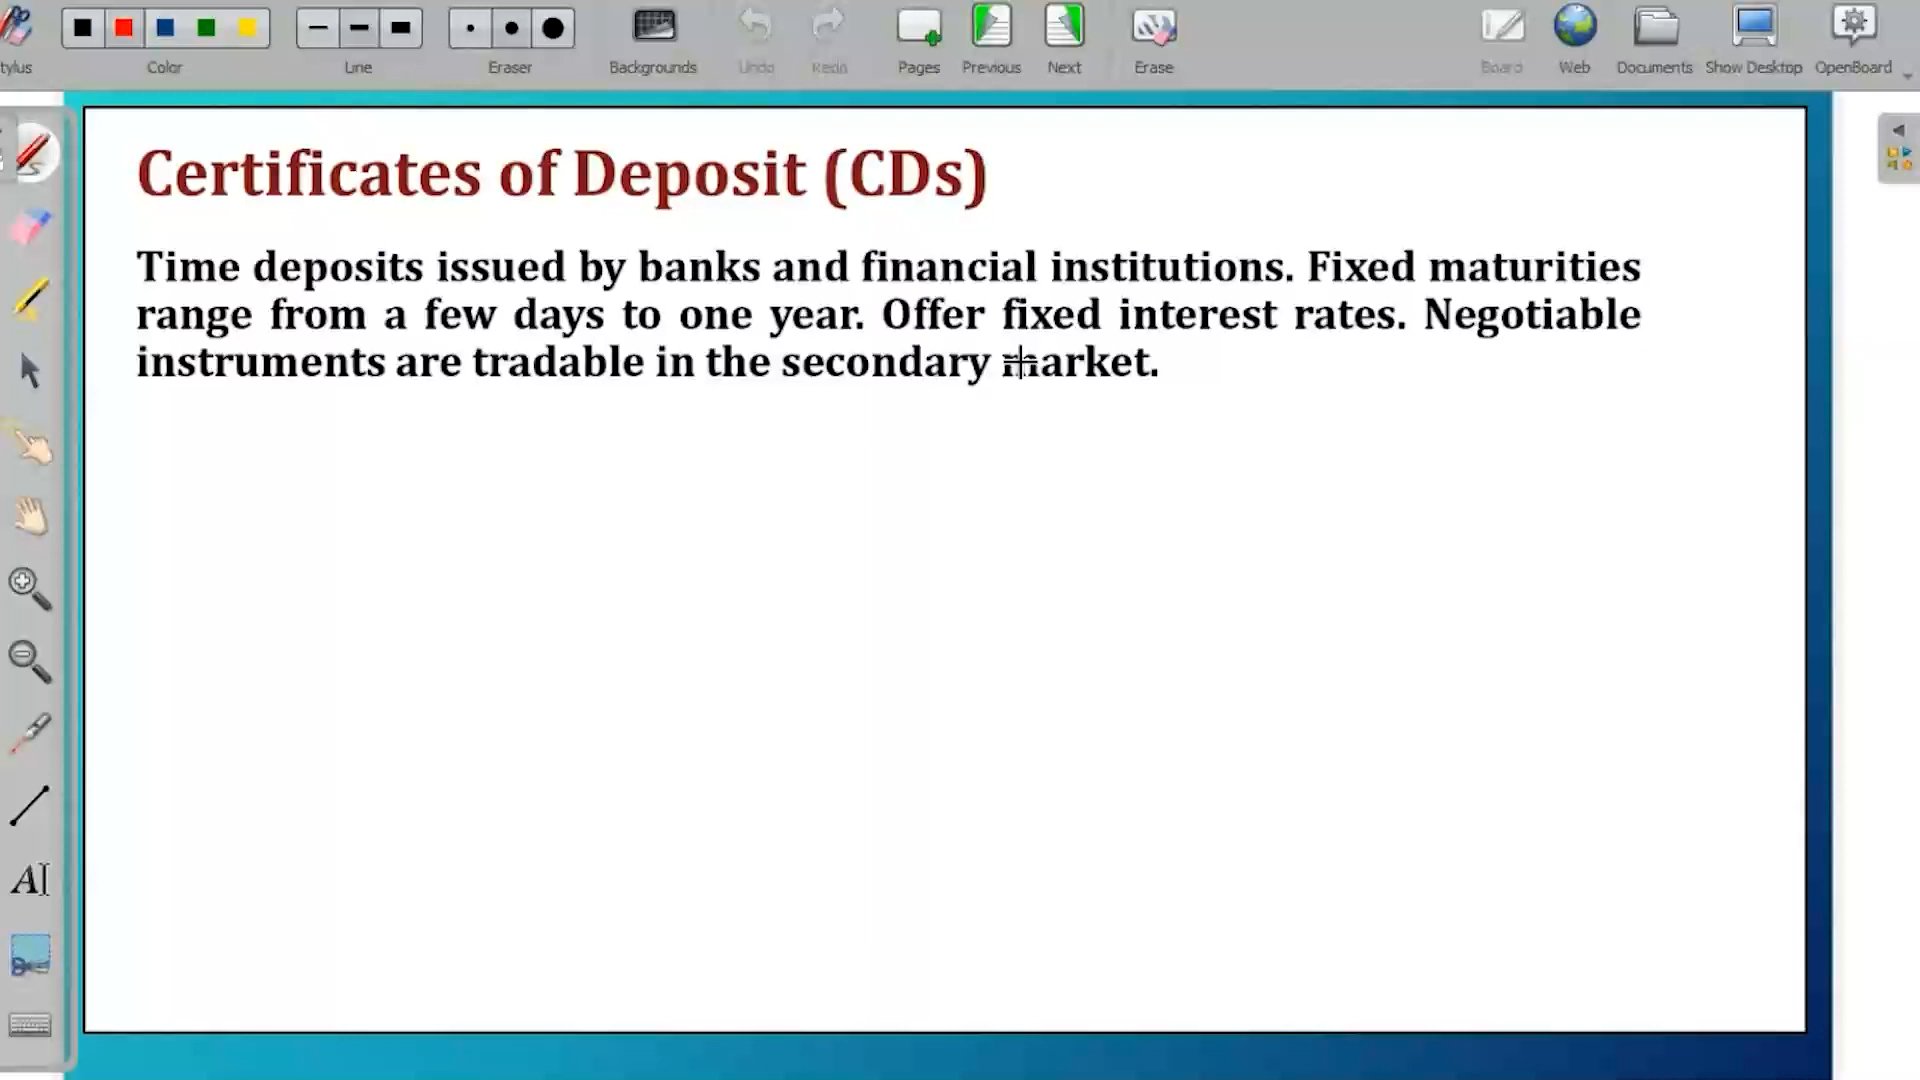 tylus
Color
Line
Eraser
Backgrounds
Undo
Redo
Pages
Previous
Next
Erase
Board
Web
Documents
Show Desktop
OpenBoard
Certificates of Deposit (CDs)
Time deposits issued by banks and financial institutions. Fixed maturities
range from a few days to one year. Offer fixed interest rates. Negotiable
instruments are tradable in the secondary market.
AI